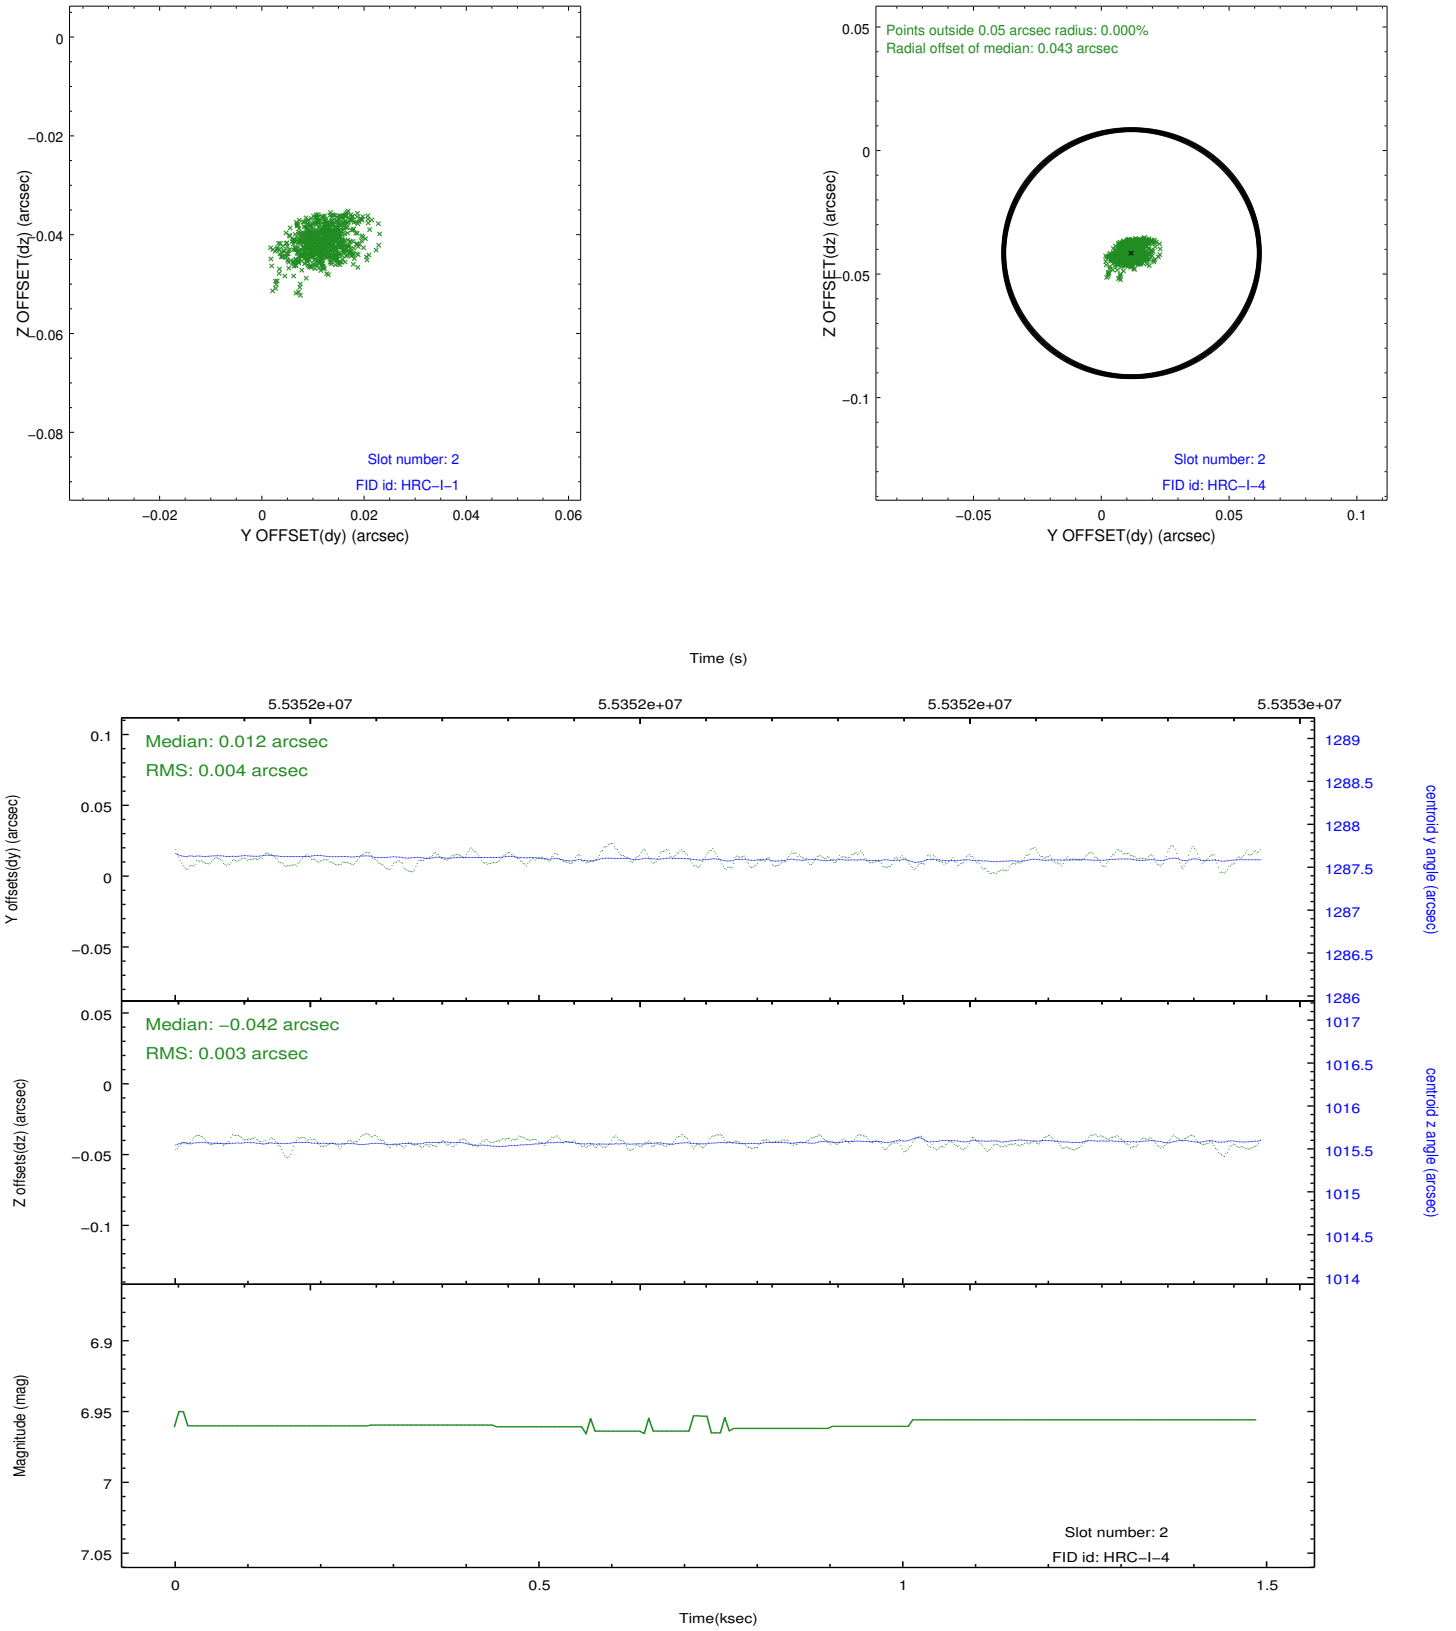 0
−0.02
−0.04
−0.06
−0.08
Z OFFSET(dz) (arcsec)
Slot number: 2
FID id: HRC−I−1
−0.02 0 0.02 0.04 0.06
Y OFFSET(dy) (arcsec)
Points outside 0.05 arcsec radius: 0.000%
Radial offset of median: 0.043 arcsec
0.05
0
−0.05
−0.1
Z OFFSET(dz) (arcsec)
Slot number: 2
FID id: HRC−I−4
−0.05 0 0.05 0.1
Y OFFSET(dy) (arcsec)
Time (s)
5.5352e+07 5.5352e+07 5.5352e+07 5.5353e+07
Median: 0.012 arcsec
RMS: 0.004 arcsec
0.1
0.05
0
−0.05
Y offsets(dy) (arcsec)
1289
1288.5
1288
1287.5
1287
1286.5
1286
centroid y angle (arcsec)
Median: −0.042 arcsec
RMS: 0.003 arcsec
0.05
0
−0.05
−0.1
Z offsets(dz) (arcsec)
1017
1016.5
1016
1015.5
1015
1014.5
1014
centroid z angle (arcsec)
6.9
6.95
7
7.05
Magnitude (mag)
Slot number: 2
FID id: HRC−I−4
0 0.5 1 1.5
Time(ksec)